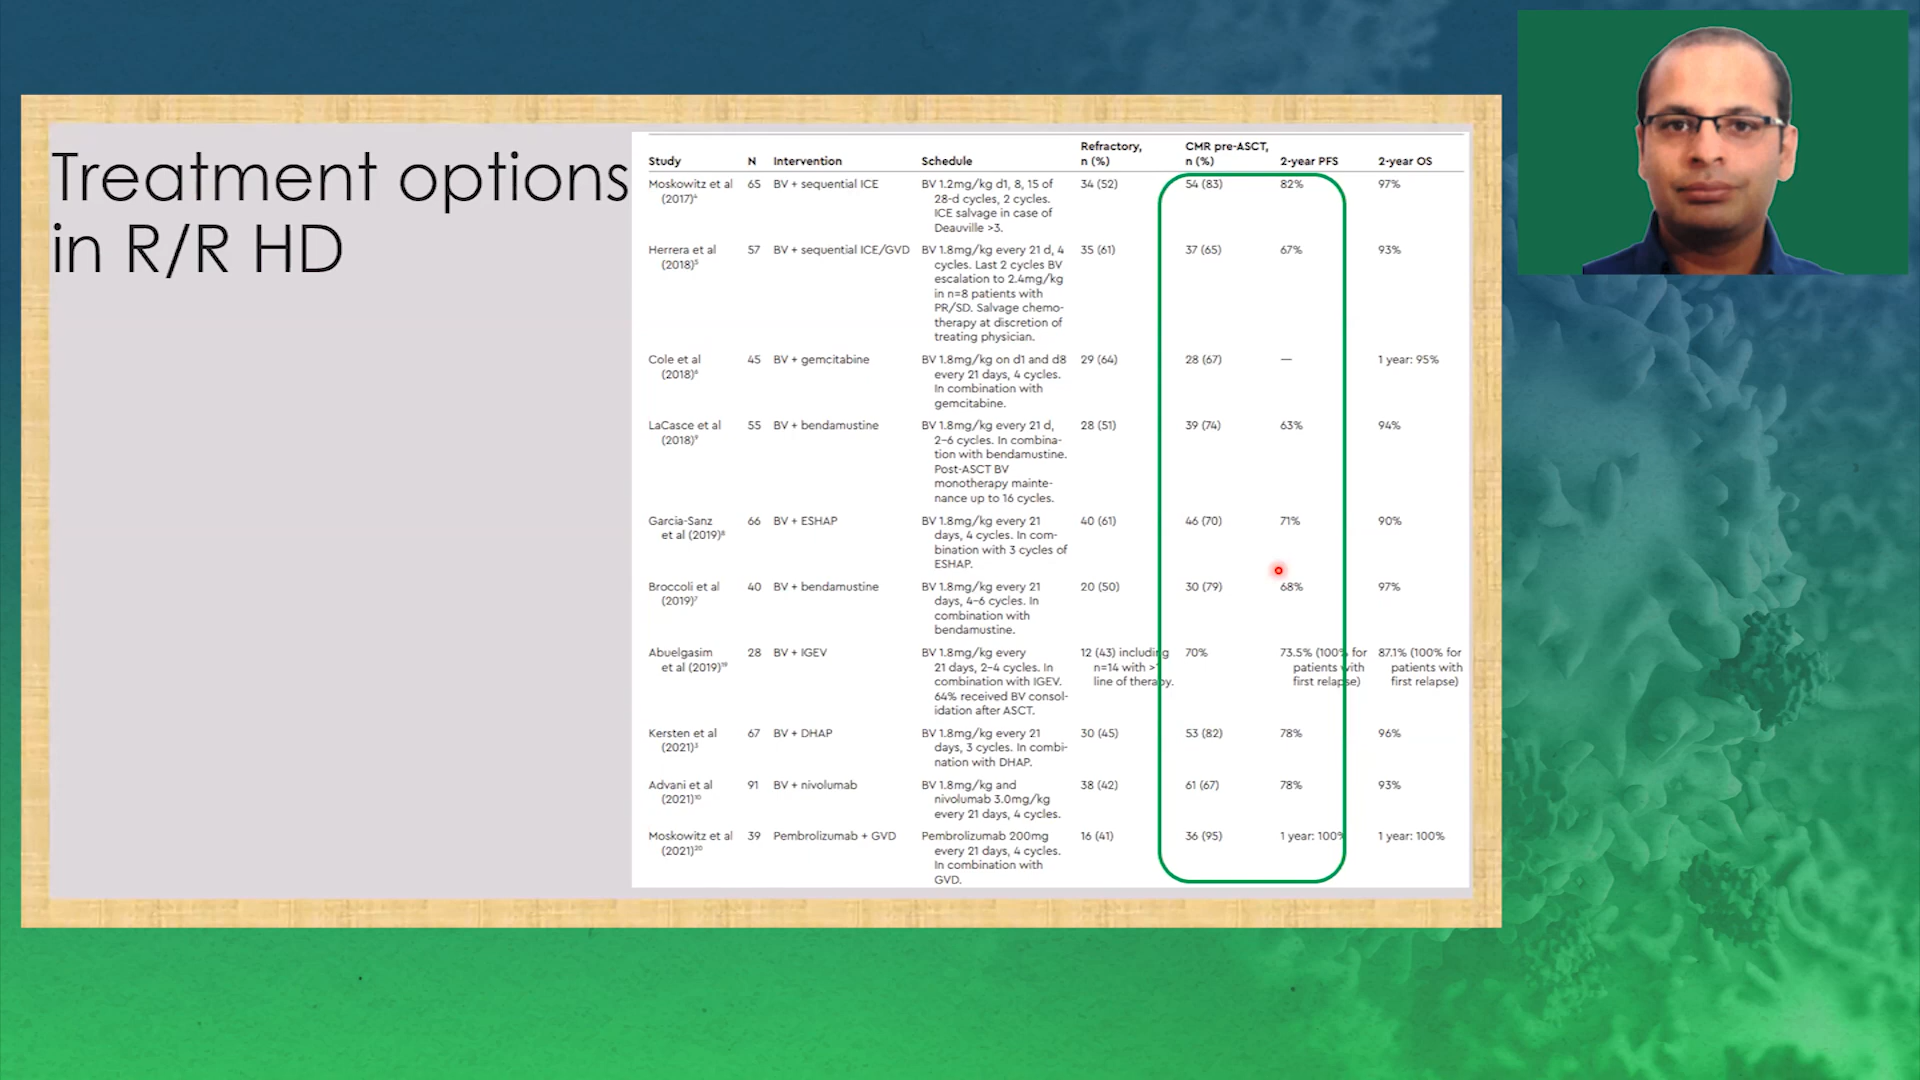 Treatment options
in R/R HD
Study N Intervention Schedule Refractory, n (%) CMR pre-ASCT, n (%) 2-year PFS 2-year OS
Moskowitz et al 65 BV + sequential ICE BV 1.2mg/kg d1, 8, 15 of 34 (52) 54 (83) 82% 97%
(2017)⁴ 28-d cycles, 2 cycles.
ICE salvage in case of
Deauville >3.
Herrera et al 57 BV + sequential ICE/GVD BV 1.8mg/kg every 21 d, 4 35 (61) 37 (65) 67% 93%
(2018)⁵ cycles. Last 2 cycles BV
escalation to 2.4mg/kg
in n=8 patients with
PR/SD. Salvage chemo-
therapy at discretion of
treating physician.
Cole et al 45 BV + gemcitabine BV 1.8mg/kg on d1 and d8 29 (64) 28 (67) — 1 year: 95%
(2018)⁶ every 21 days, 4 cycles.
In combination with
gemcitabine.
LaCasce et al 55 BV + bendamustine BV 1.8mg/kg every 21 d, 28 (51) 39 (74) 63% 94%
(2018)⁹ 2–6 cycles. In combina-
tion with bendamustine.
Post-ASCT BV
monotherapy mainte-
nance up to 16 cycles.
Garcia-Sanz 66 BV + ESHAP BV 1.8mg/kg every 21 40 (61) 46 (70) 71% 90%
et al (2019)⁸ days, 4 cycles. In com-
bination with 3 cycles of
ESHAP.
Broccoli et al 40 BV + bendamustine BV 1.8mg/kg every 21 20 (50) 30 (79) 68% 97%
(2019)⁷ days, 4–6 cycles. In
combination with
bendamustine.
Abuelgasim 28 BV + IGEV BV 1.8mg/kg every 12 (43) including 70% 73.5% (100% for 87.1% (100% for
et al (2019)¹⁹ 21 days, 2–4 cycles. In n=14 with >1 patients with patients with
combination with IGEV. line of therapy. first relapse) first relapse)
64% received BV consol-
idation after ASCT.
Kersten et al 67 BV + DHAP BV 1.8mg/kg every 21 30 (45) 53 (82) 78% 96%
(2021)³ days, 3 cycles. In combi-
nation with DHAP.
Advani et al 91 BV + nivolumab BV 1.8mg/kg and 38 (42) 61 (67) 78% 93%
(2021)¹⁰ nivolumab 3.0mg/kg
every 21 days, 4 cycles.
Moskowitz et al 39 Pembrolizumab + GVD Pembrolizumab 200mg 16 (41) 36 (95) 1 year: 100% 1 year: 100%
(2021)²⁰ every 21 days, 4 cycles.
In combination with
GVD.